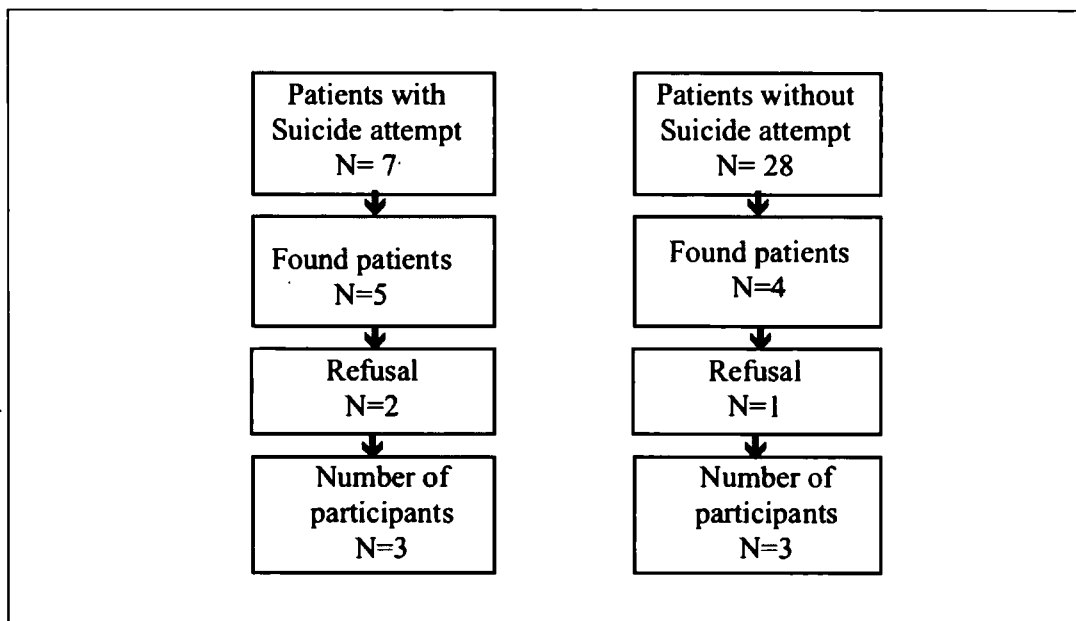 Patients with
Suicide attempt
N= 7
Found patients
N=5
Refusal
N=2
Number of
participants
N=3
Patients without
Suicide attempt
N= 28
Found patients
N=4
Refusal
N=1
Number of
participants
N=3